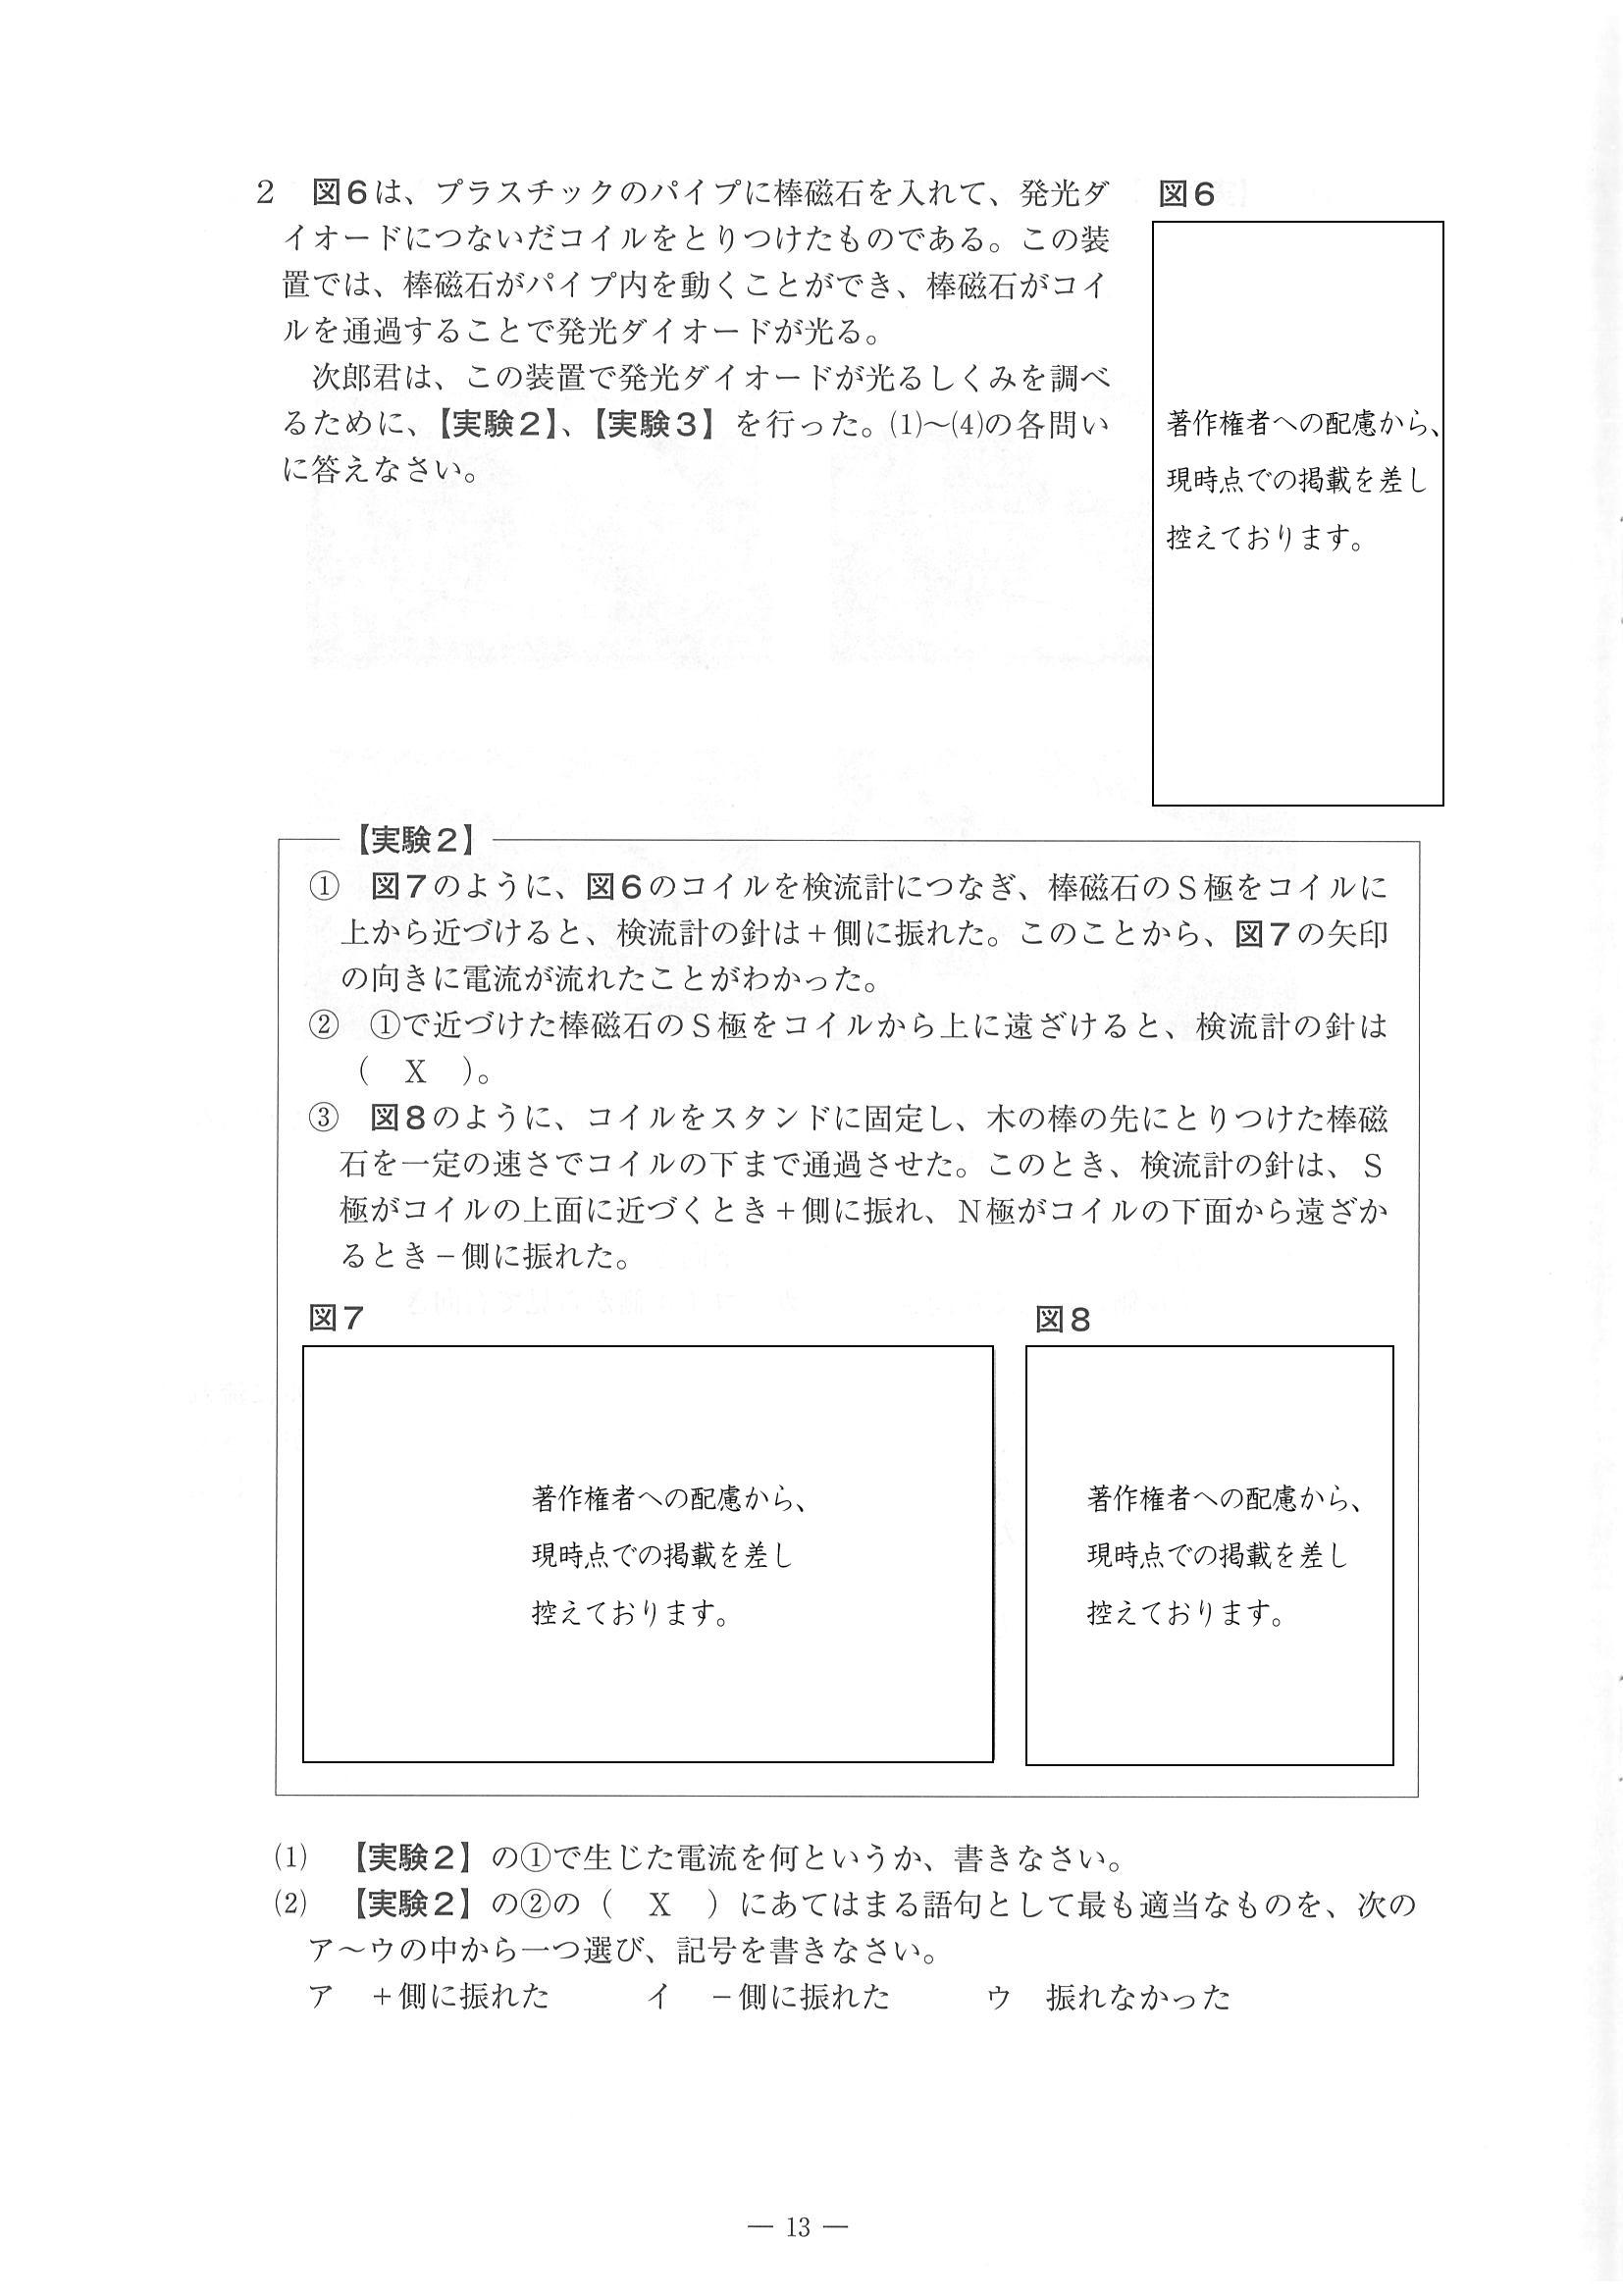 2　図6は、プラスチックのパイプに棒磁石を入れて、発光ダ
イオードにつないだコイルをとりつけたものである。この装
置では、棒磁石がパイプ内を動くことができ、棒磁石がコイ
ルを通過することで発光ダイオードが光る。
次郎君は、この装置で発光ダイオードが光るしくみを調べ
るために、【実験2】、【実験3】を行った。(1)～(4)の各問い
に答えなさい。
図6
著作権者への配慮から、
現時点での掲載を差し
控えております。
【実験2】
①　図7のように、図6のコイルを検流計につなぎ、棒磁石のS極をコイルに
上から近づけると、検流計の針は+側に振れた。このことから、図7の矢印
の向きに電流が流れたことがわかった。
②　①で近づけた棒磁石のS極をコイルから上に遠ざけると、検流計の針は
（　X　）。
③　図8のように、コイルをスタンドに固定し、木の棒の先にとりつけた棒磁
石を一定の速さでコイルの下まで通過させた。このとき、検流計の針は、S
極がコイルの上面に近づくとき+側に振れ、N極がコイルの下面から遠ざか
るとき−側に振れた。
図7
著作権者への配慮から、
現時点での掲載を差し
控えております。
図8
著作権者への配慮から、
現時点での掲載を差し
控えております。
(1)　【実験2】の①で生じた電流を何というか、書きなさい。
(2)　【実験2】の②の（　X　）にあてはまる語句として最も適当なものを、次の
ア～ウの中から一つ選び、記号を書きなさい。
ア　+側に振れた　　　イ　−側に振れた　　　ウ　振れなかった
— 13 —